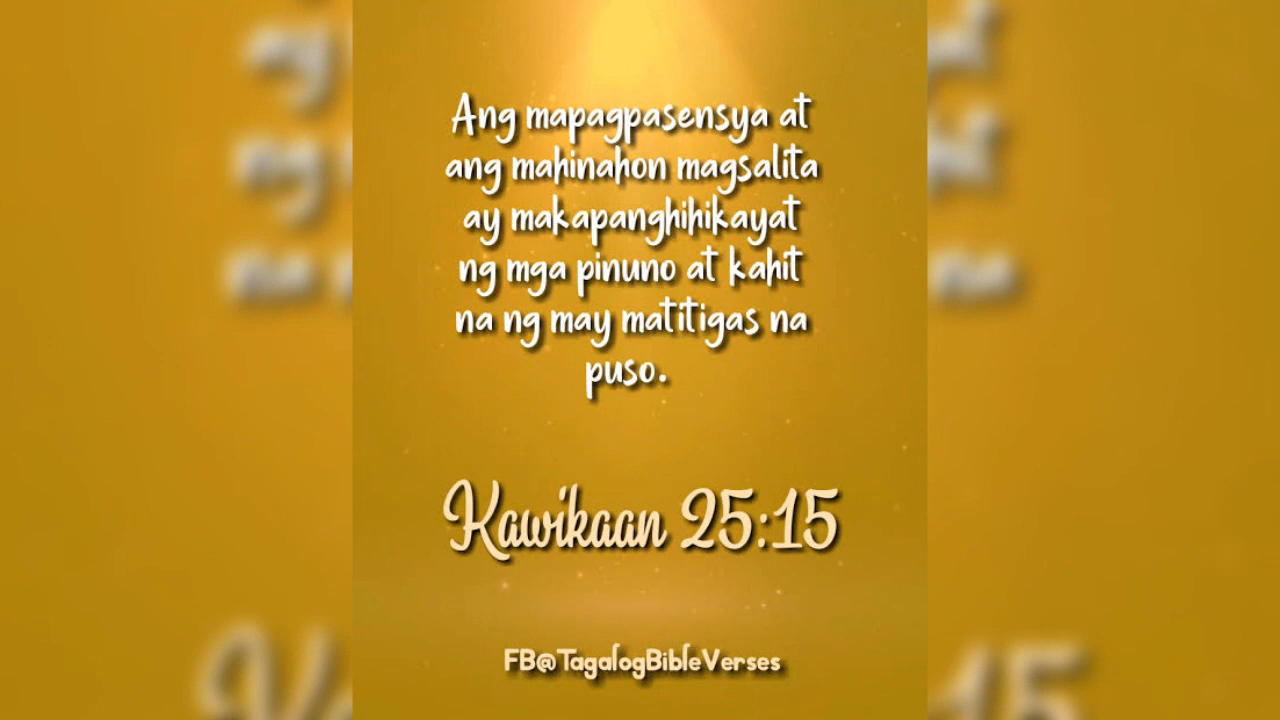 Ang mapagpasensya at
ang mahinahon magsalita
ay makapanghihikayat
ng mga pinuno at kahit
na ng may matitigas na
puso.
Kawikaan 25:15
FB@TagalogBibleVerses